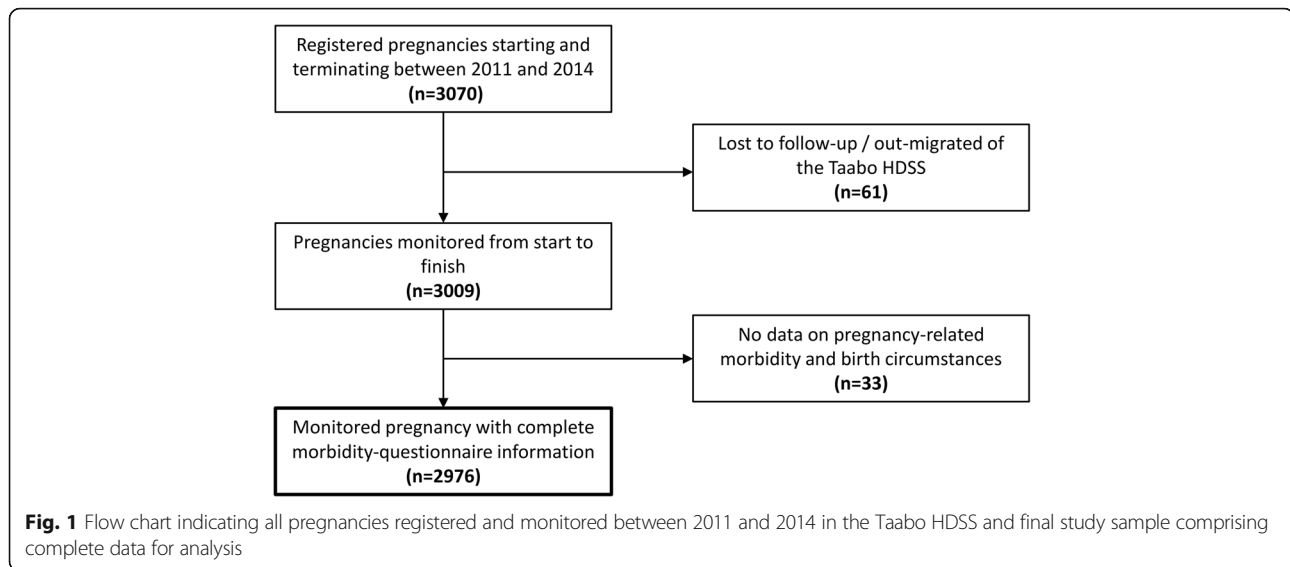 Registered pregnancies starting and
terminating between 2011 and 2014
(n=3070)
Lost to follow-up / out-migrated of
the Taabo HDSS
(n=61)
Pregnancies monitored from start to
finish
(n=3009)
No data on pregnancy-related
morbidity and birth circumstances
(n=33)
Monitored pregnancy with complete
morbidity-questionnaire information
(n=2976)
Fig. 1 Flow chart indicating all pregnancies registered and monitored between 2011 and 2014 in the Taabo HDSS and final study sample comprising
complete data for analysis